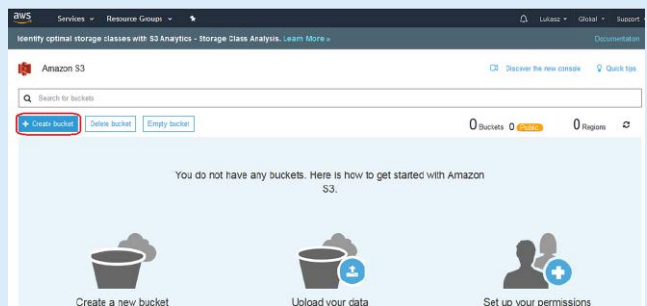 aws Services Resource Groups Lukasz Global Support
Identify optimal storage classes with S3 Analytics - Storage Class Analysis. Learn More » Documentation
Amazon S3 Discover the new console Quick tips
Search for buckets
+ Create bucket Delete bucket Empty bucket 0 Buckets 0 Public 0 Regions
You do not have any buckets. Here is how to get started with Amazon
S3.
Create a new bucket Upload your data Set up your permissions